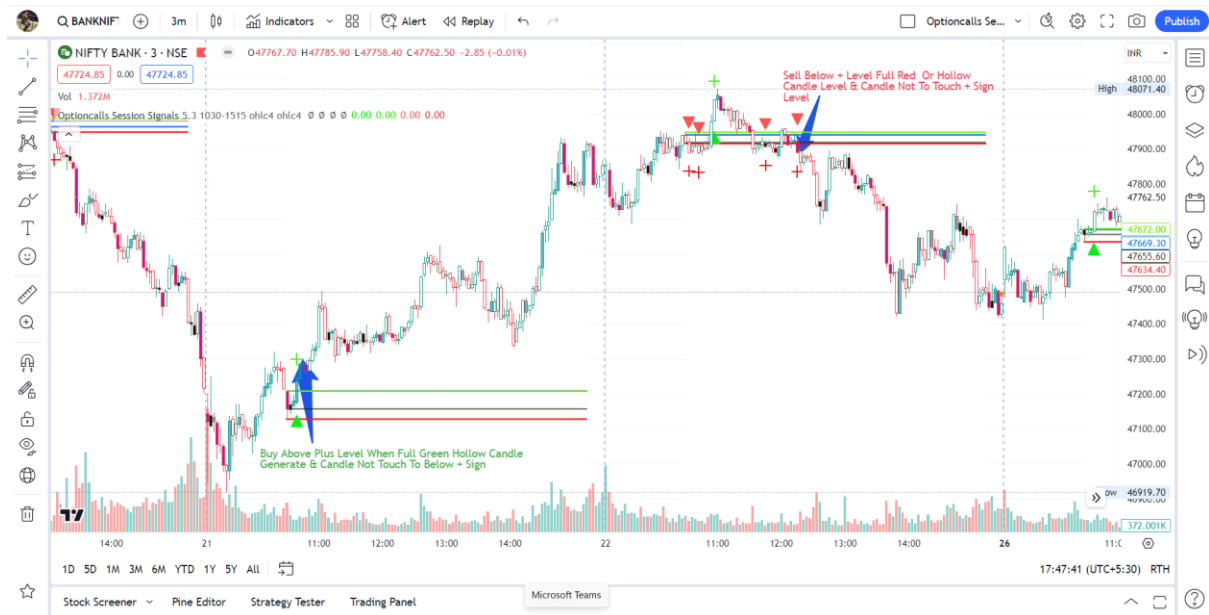 BANKNIFT
3m
Indicators
Alert
Replay
Optioncalls Se...
Publish
NIFTY BANK · 3 · NSE
O47767.70 H47785.90 L47758.40 C47762.50 -2.85 (-0.01%)
47724.85 0.00 47724.85
Vol 1.372M
Optioncalls Session Signals 5.3 1030-1515 ohlc4 ohlc4 Ø Ø Ø Ø 0.00 0.00 0.00 0.00
Sell Below + Level Full Red Or Hollow
Candle Level & Candle Not To Touch + Sign
Level
Buy Above Plus Level When Full Green Hollow Candle
Generate & Candle Not Touch To Below + Sign
INR
48100.00
High 48071.40
48000.00
47900.00
47800.00
47762.50
47672.00
47669.30
47655.60
47634.40
47500.00
47400.00
47300.00
47200.00
47100.00
47000.00
46919.70
372.001K
14:00 21 11:00 12:00 13:00 14:00 22 11:00 12:00 13:00 14:00 26
1D 5D 1M 3M 6M YTD 1Y 5Y All
17:47:41 (UTC+5:30) RTH
Stock Screener Pine Editor Strategy Tester Trading Panel
Microsoft Teams